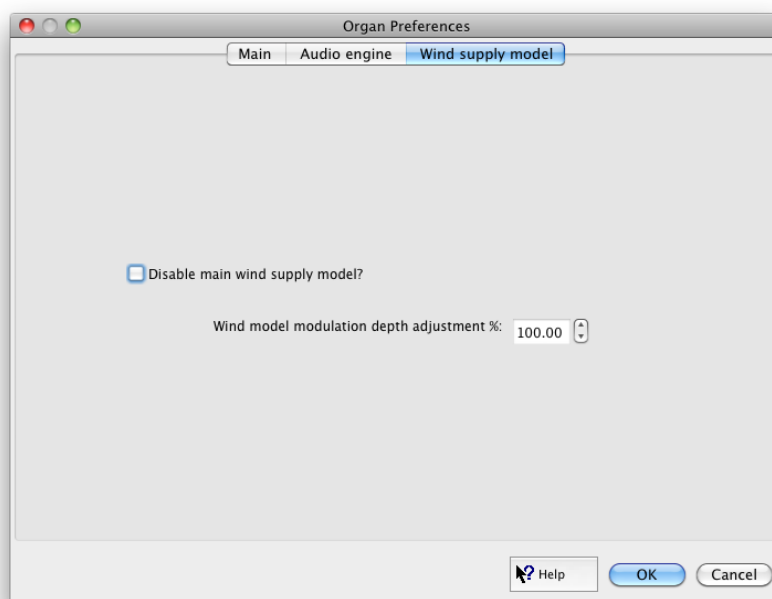 Organ Preferences
Main Audio engine Wind supply model
Disable main wind supply model?
Wind model modulation depth adjustment %: 100.00
? Help OK Cancel